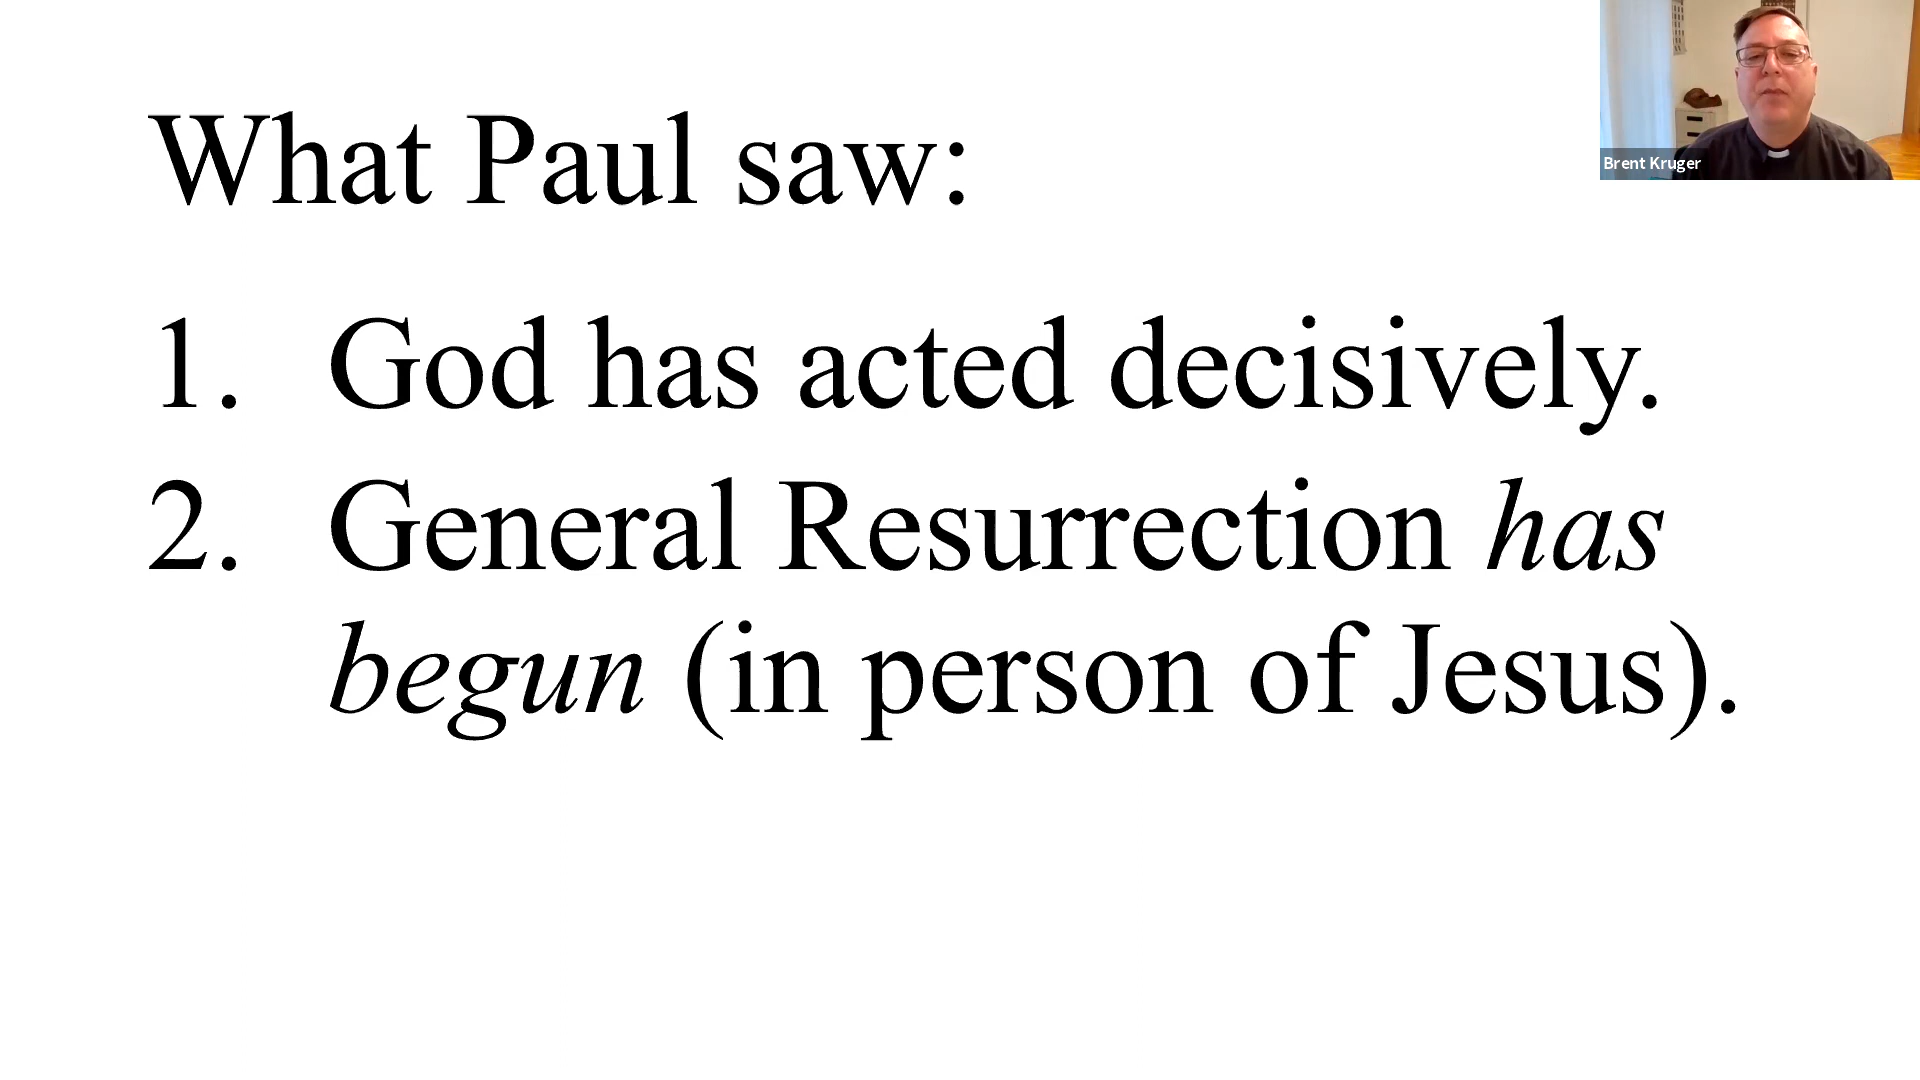 What Paul saw:
1. God has acted decisively.
2. General Resurrection has
begun (in person of Jesus).
Brent Kruger